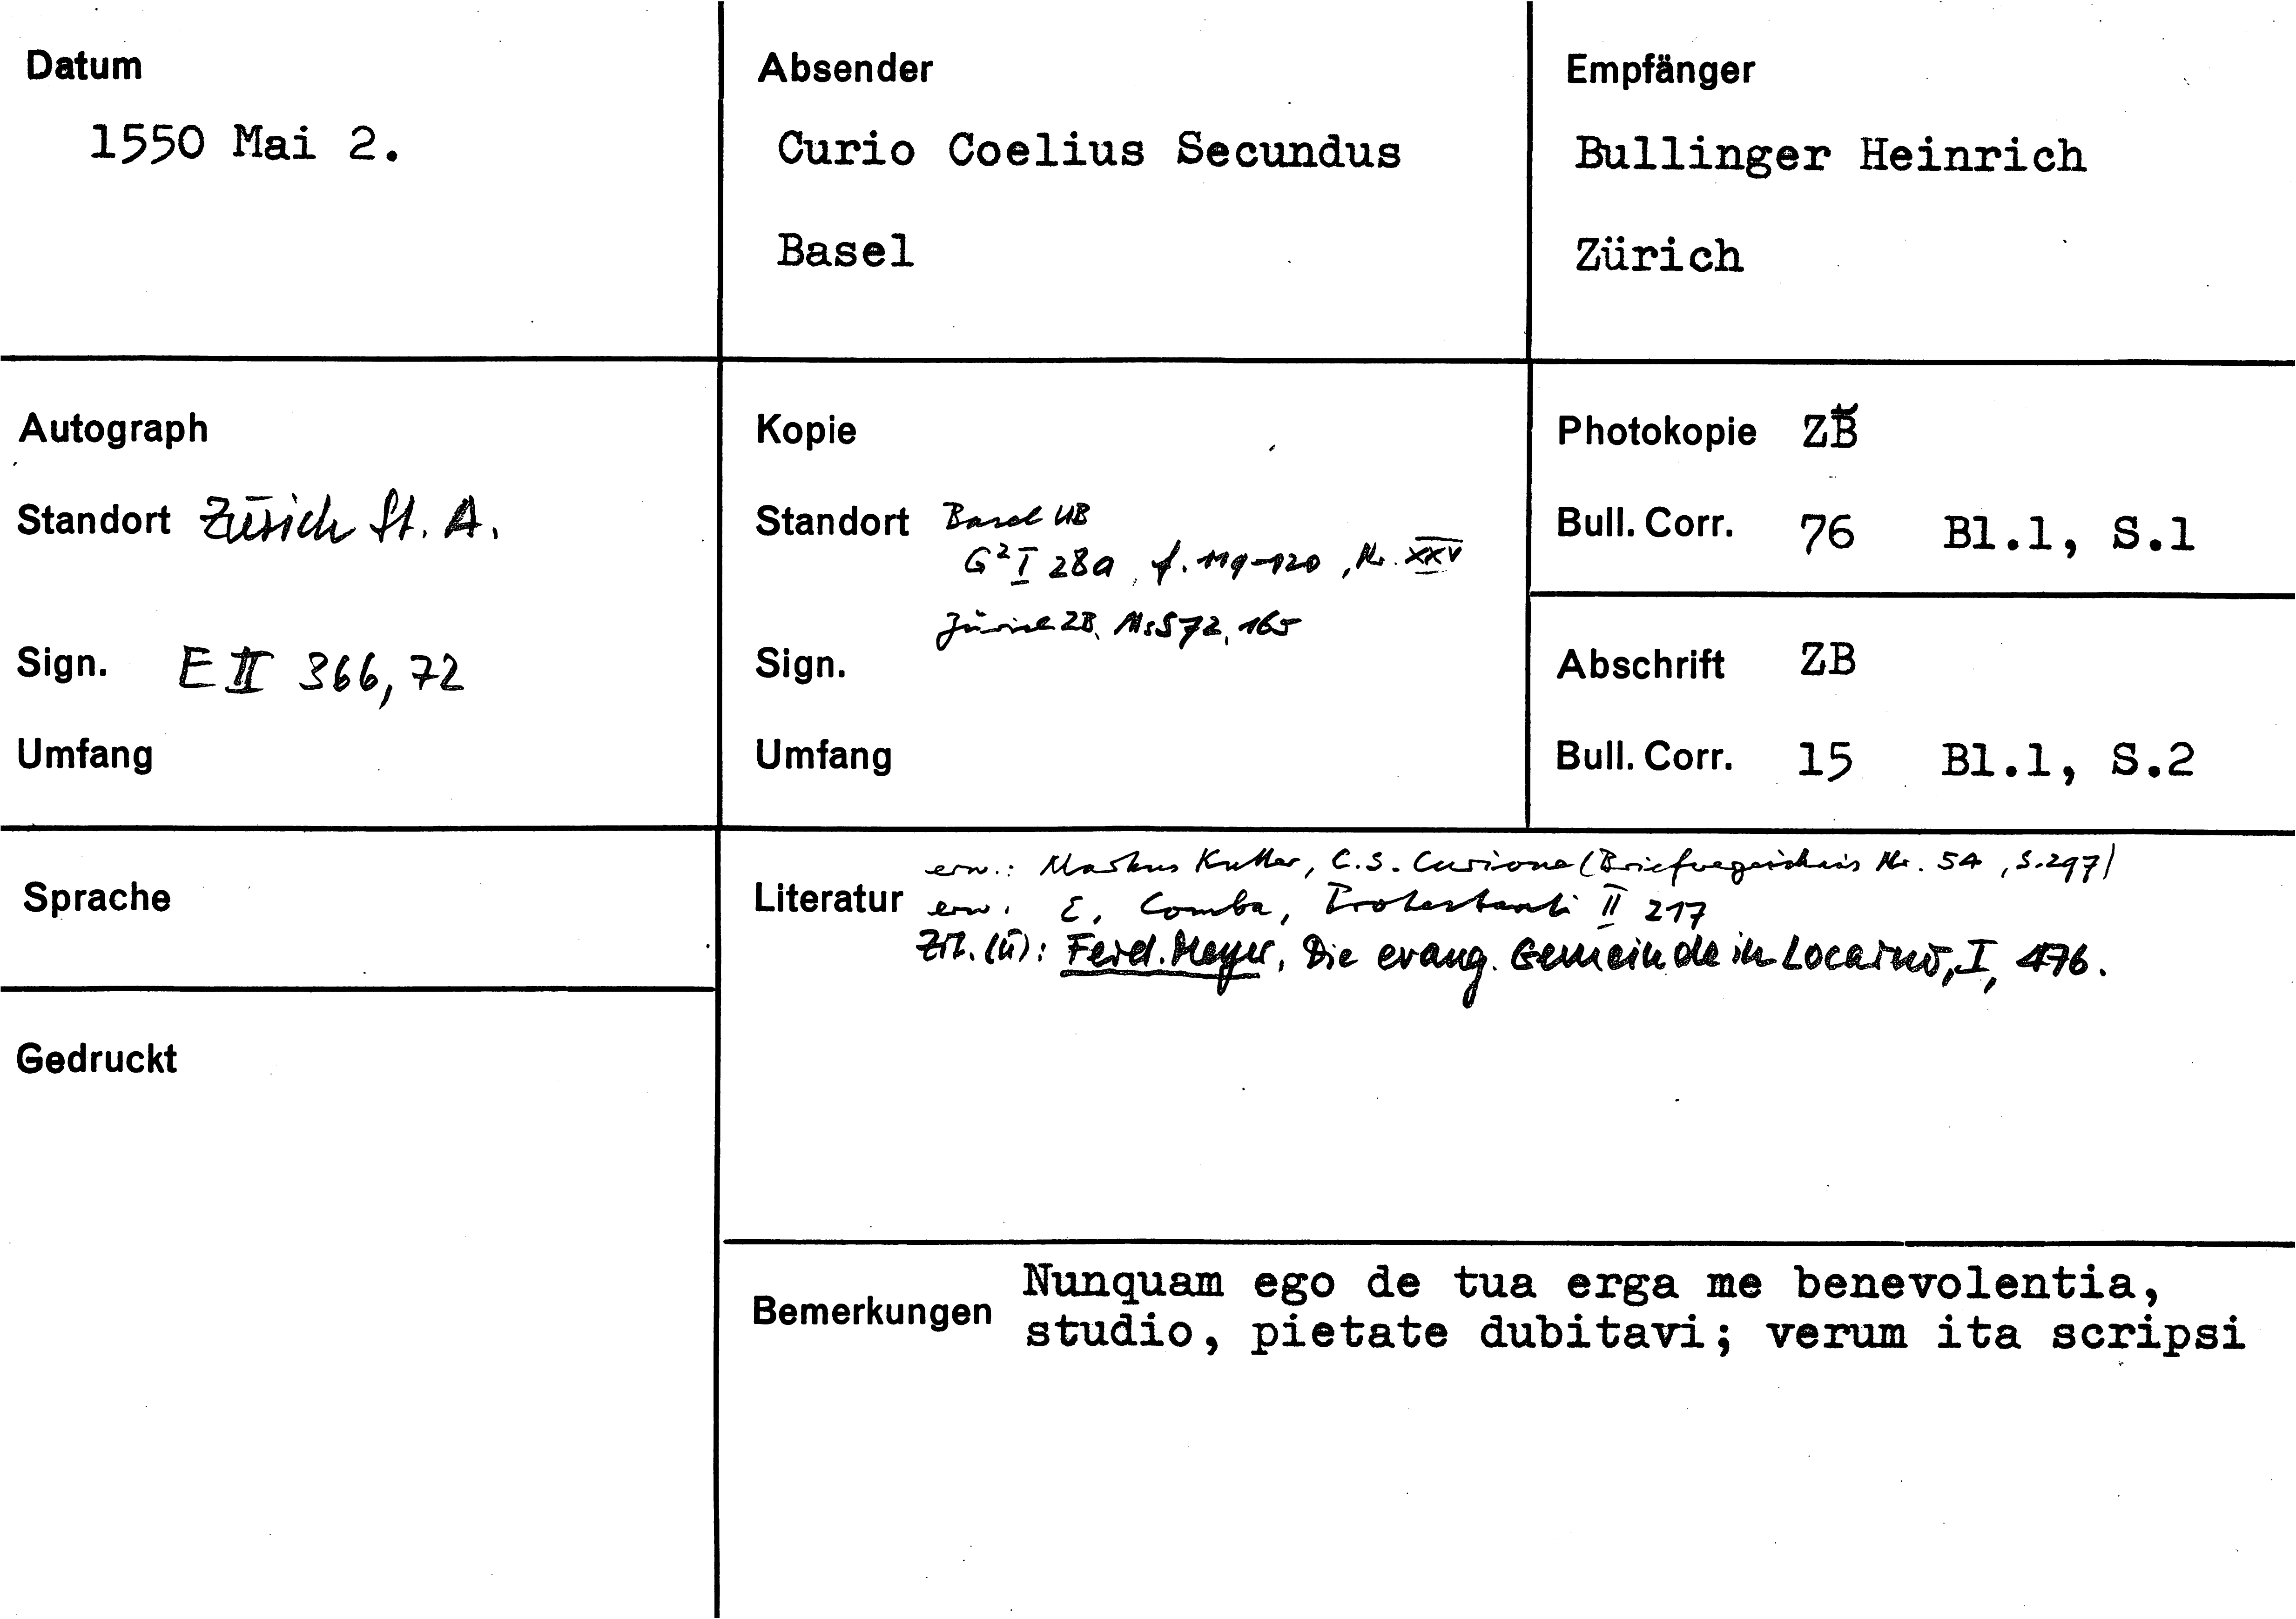 Datum
1550 Mai 2.
Absender
Curio Coelius Secundus
Basel
Empfänger
Bullinger Heinrich
Zürich
Autograph
Standort Zürich St. A.
Sign. E II 366, 72
Umfang
Kopie
Standort Basel UB
G² I 28a, f. 119-120, Nr. XXV
Zürich ZB, Ms S 72, 165
Sign.
Umfang
Photokopie ZB
Bull. Corr. 76 Bl.1, S.1
Abschrift ZB
Bull. Corr. 15 Bl.1, S.2
Sprache
Gedruckt
Literatur
erw.: Markus Kutter, C.S. Curione (Briefverzeichnis Nr. 54, S. 297)
erw. E. Comba, Protestanti II 217
Zit. (ü): Ferd. Meyer, Die evang. Gemeinde in Locarno, I, 476.
Bemerkungen
Nunquam ego de tua erga me benevolentia,
studio, pietate dubitavi; verum ita scripsi